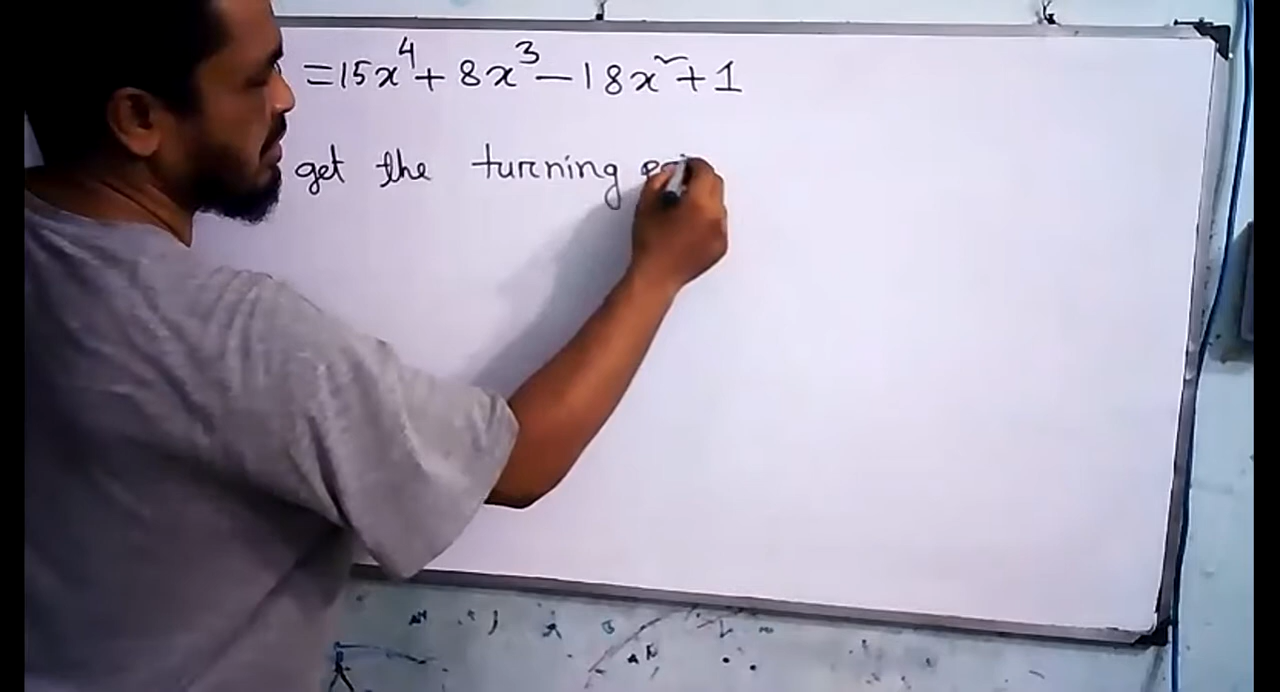 =15x⁴+8x³-18x²+1
get the turning